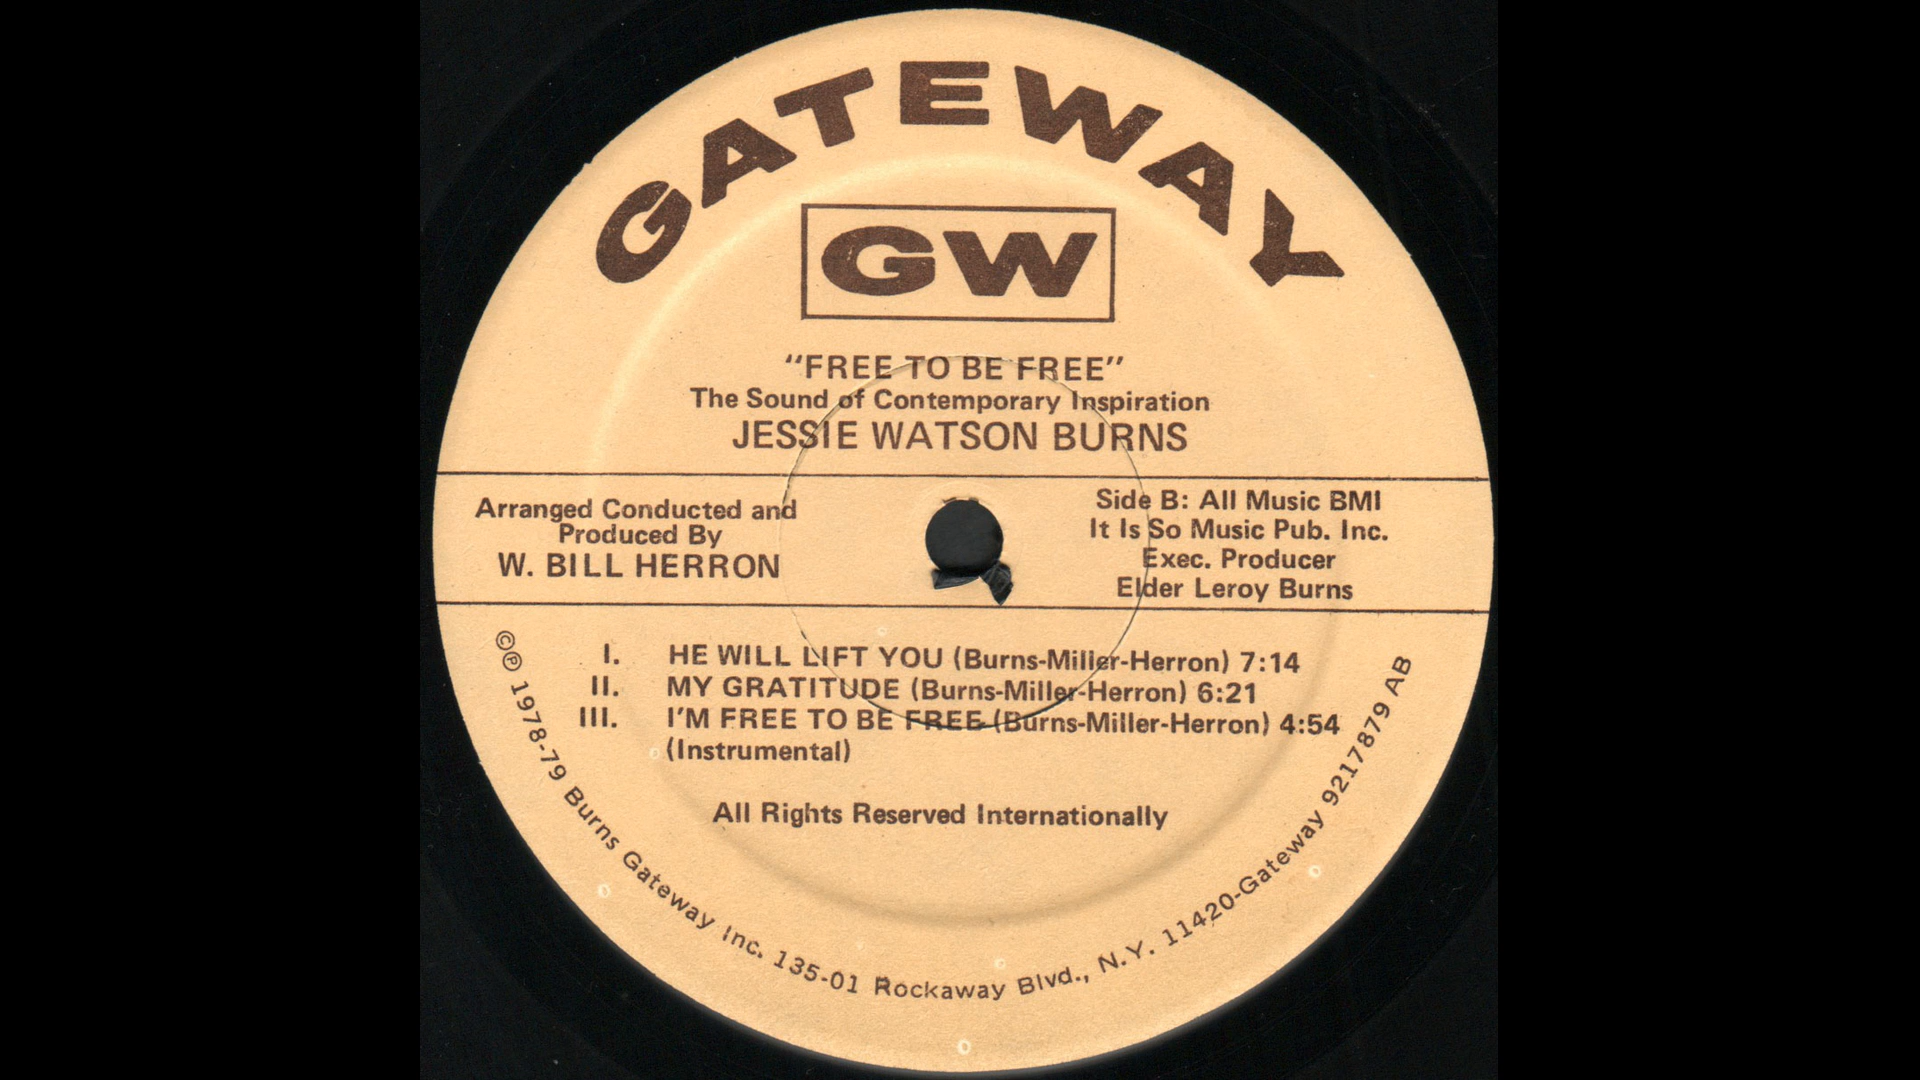 GATEWAY
GW
“FREE TO BE FREE”
The Sound of Contemporary Inspiration
JESSIE WATSON BURNS
Arranged Conducted and
Produced By
W. BILL HERRON
Side B: All Music BMI
It Is So Music Pub. Inc.
Exec. Producer
Elder Leroy Burns
I. HE WILL LIFT YOU (Burns-Miller-Herron) 7:14
II. MY GRATITUDE (Burns-Miller-Herron) 6:21
III. I'M FREE TO BE FREE (Burns-Miller-Herron) 4:54
(Instrumental)
All Rights Reserved Internationally
©℗ 1978-79 Burns Gateway Inc. 135-01 Rockaway Blvd., N.Y. 11420-Gateway 9217879 AB